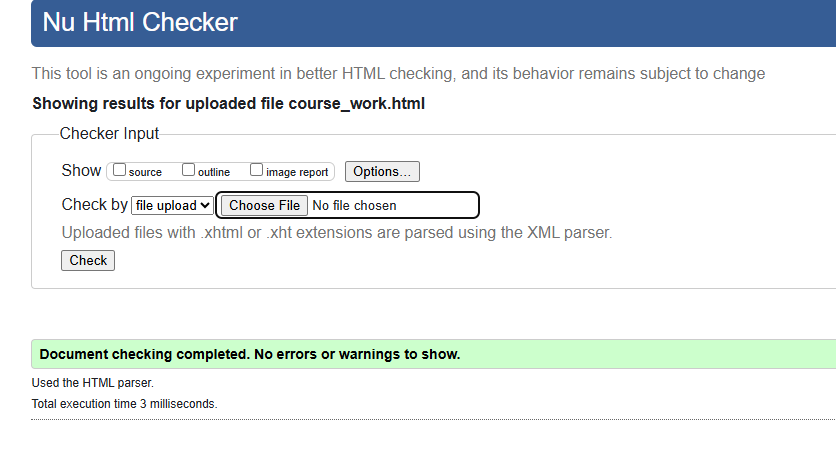 Nu Html Checker
This tool is an ongoing experiment in better HTML checking, and its behavior remains subject to change
Showing results for uploaded file course_work.html
Checker Input
Show source outline image report Options...
Check by file upload Choose File No file chosen
Uploaded files with .xhtml or .xht extensions are parsed using the XML parser.
Check
Document checking completed. No errors or warnings to show.
Used the HTML parser.
Total execution time 3 milliseconds.